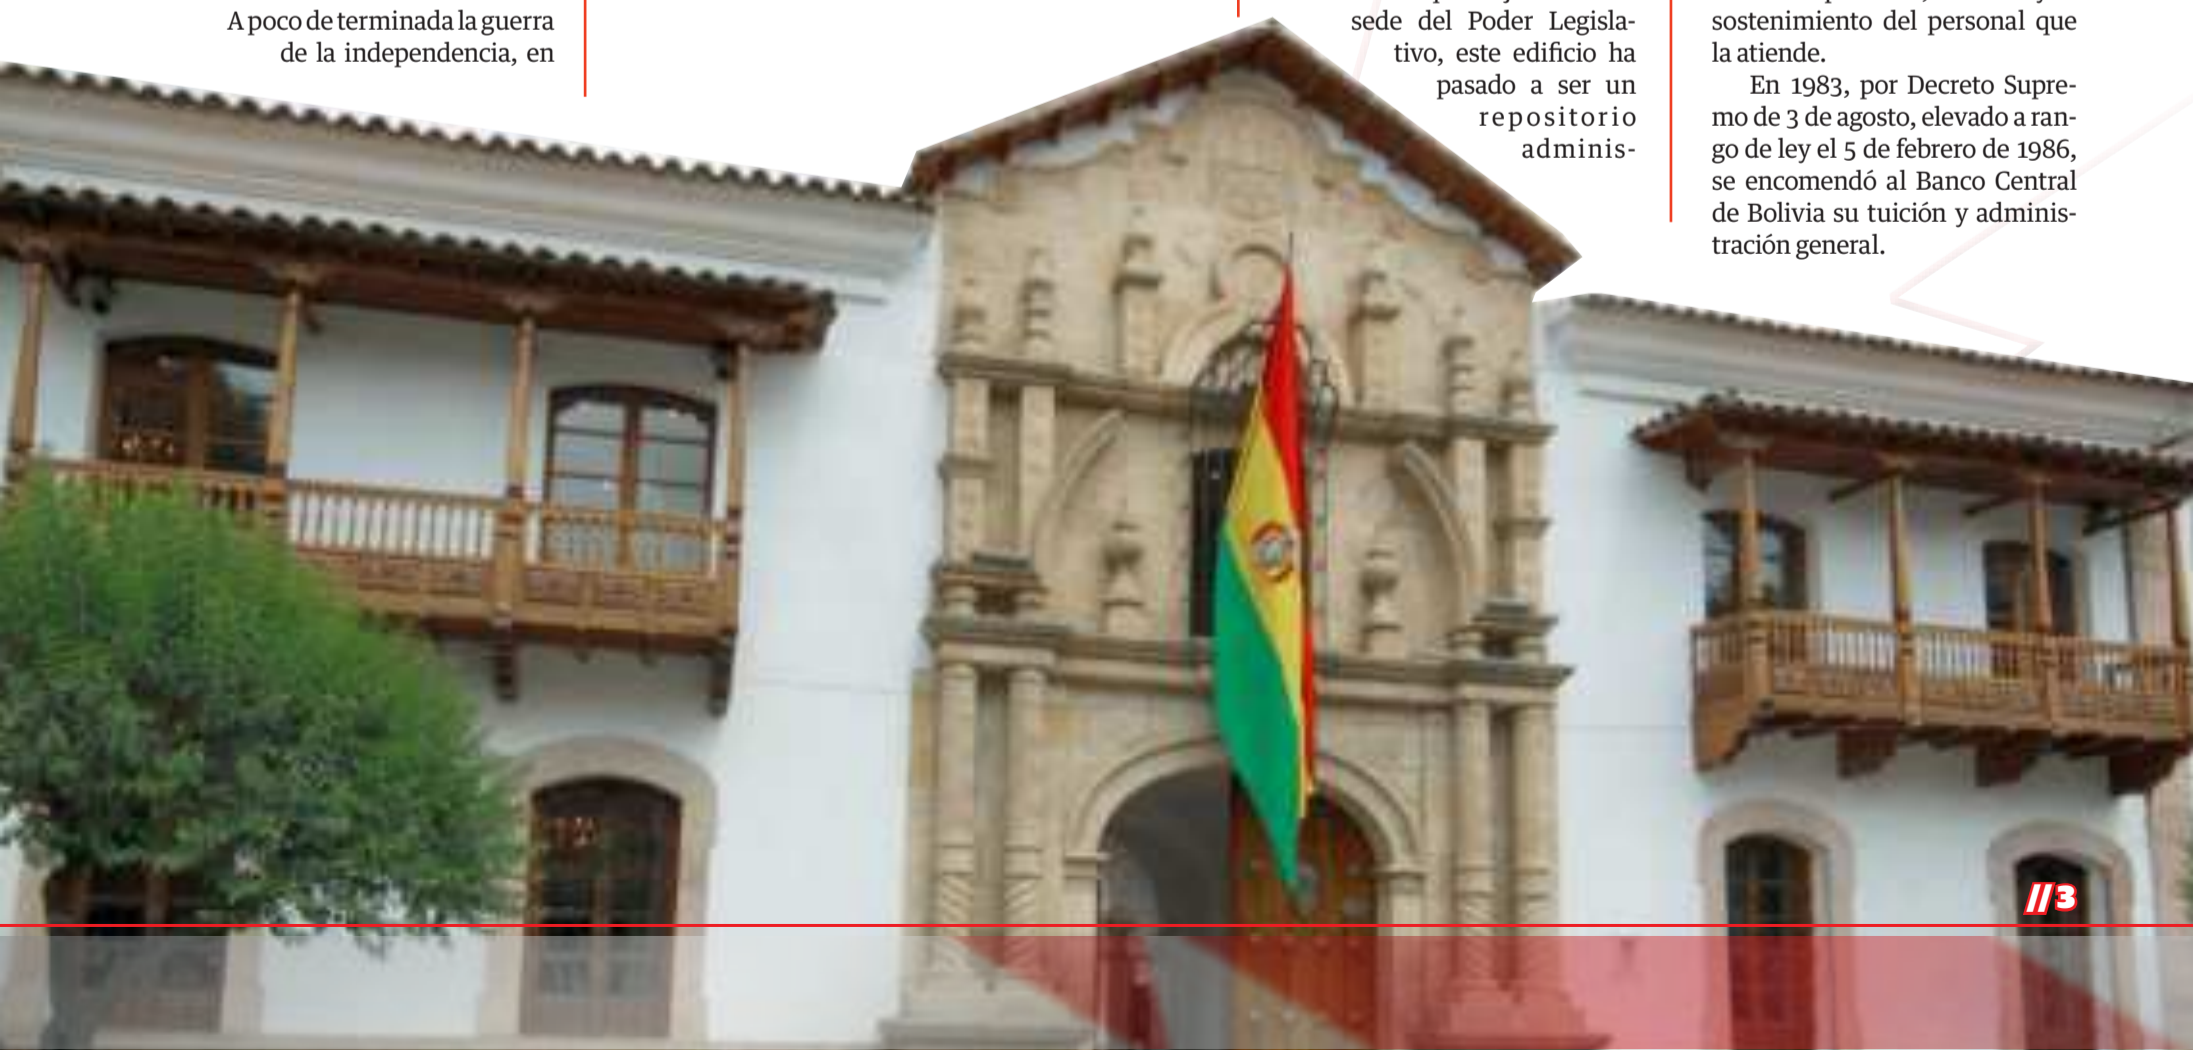 A poco de terminada la guerra
de la independencia, en
sede del Poder Legisla-
tivo, este edificio ha
pasado a ser un
repositorio
adminis-
sostenimiento del personal que
la atiende.
En 1983, por Decreto Supre-
mo de 3 de agosto, elevado a ran-
go de ley el 5 de febrero de 1986,
se encomendó al Banco Central
de Bolivia su tuición y adminis-
tración general.
//3